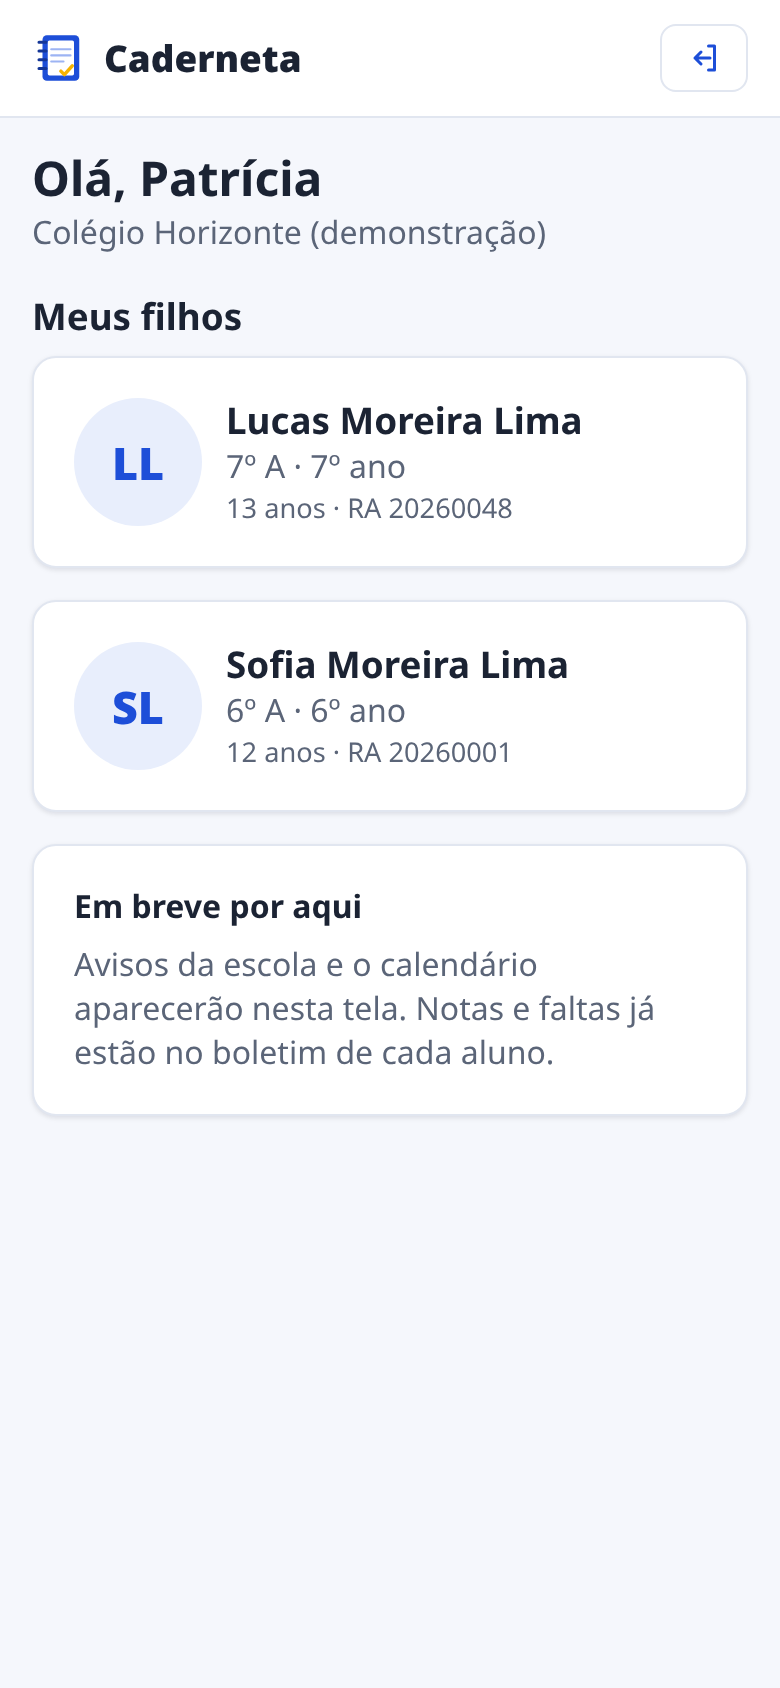 Caderneta
Olá, Patrícia
Colégio Horizonte (demonstração)
Meus filhos
LL
Lucas Moreira Lima
7º A · 7º ano
13 anos · RA 20260048
SL
Sofia Moreira Lima
6º A · 6º ano
12 anos · RA 20260001
Em breve por aqui
Avisos da escola e o calendário
aparecerão nesta tela. Notas e faltas já
estão no boletim de cada aluno.